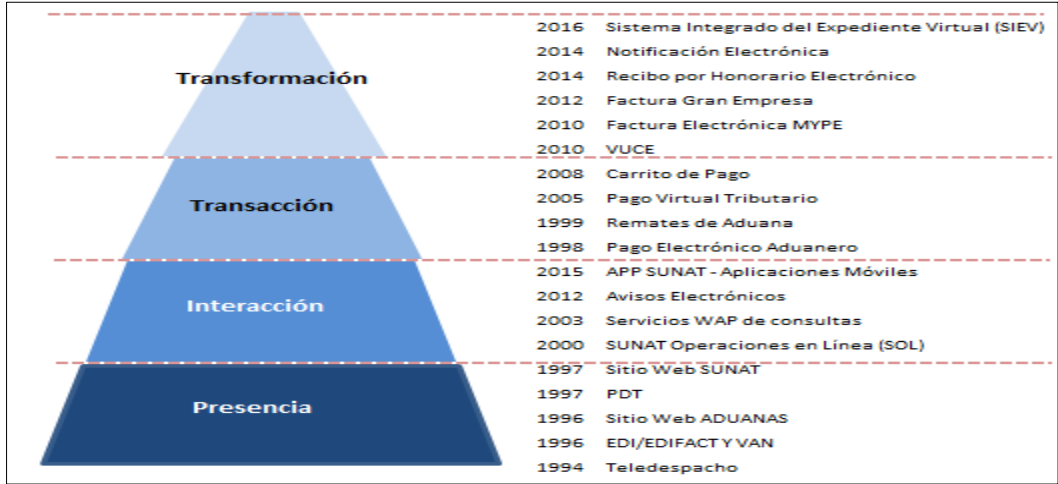 Transformación
2016 Sistema Integrado del Expediente Virtual (SIEV)
2014 Notificación Electrónica
2014 Recibo por Honorario Electrónico
2012 Factura Gran Empresa
2010 Factura Electrónica MYPE
2010 VUCE
Transacción
2008 Carrito de Pago
2005 Pago Virtual Tributario
1999 Remates de Aduana
1998 Pago Electrónico Aduanero
Interacción
2015 APP SUNAT - Aplicaciones Móviles
2012 Avisos Electrónicos
2003 Servicios WAP de consultas
2000 SUNAT Operaciones en Línea (SOL)
Presencia
1997 Sitio Web SUNAT
1997 PDT
1996 Sitio Web ADUANAS
1996 EDI/EDIFACT Y VAN
1994 Teledespacho